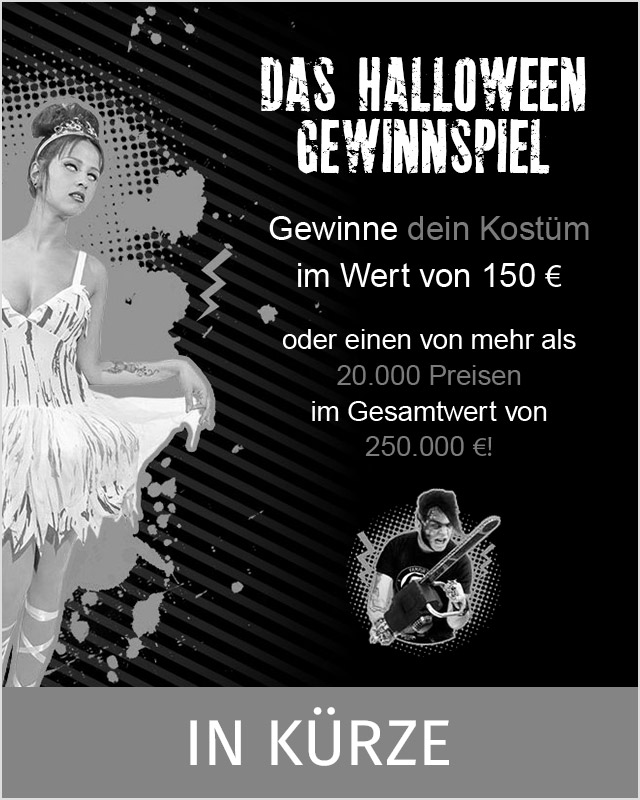 DAS HALLOWEEN
GEWINNSPIEL
Gewinne dein Kostüm
im Wert von 150 €
oder einen von mehr als
20.000 Preisen
im Gesamtwert von
250.000 €!
IN KÜRZE